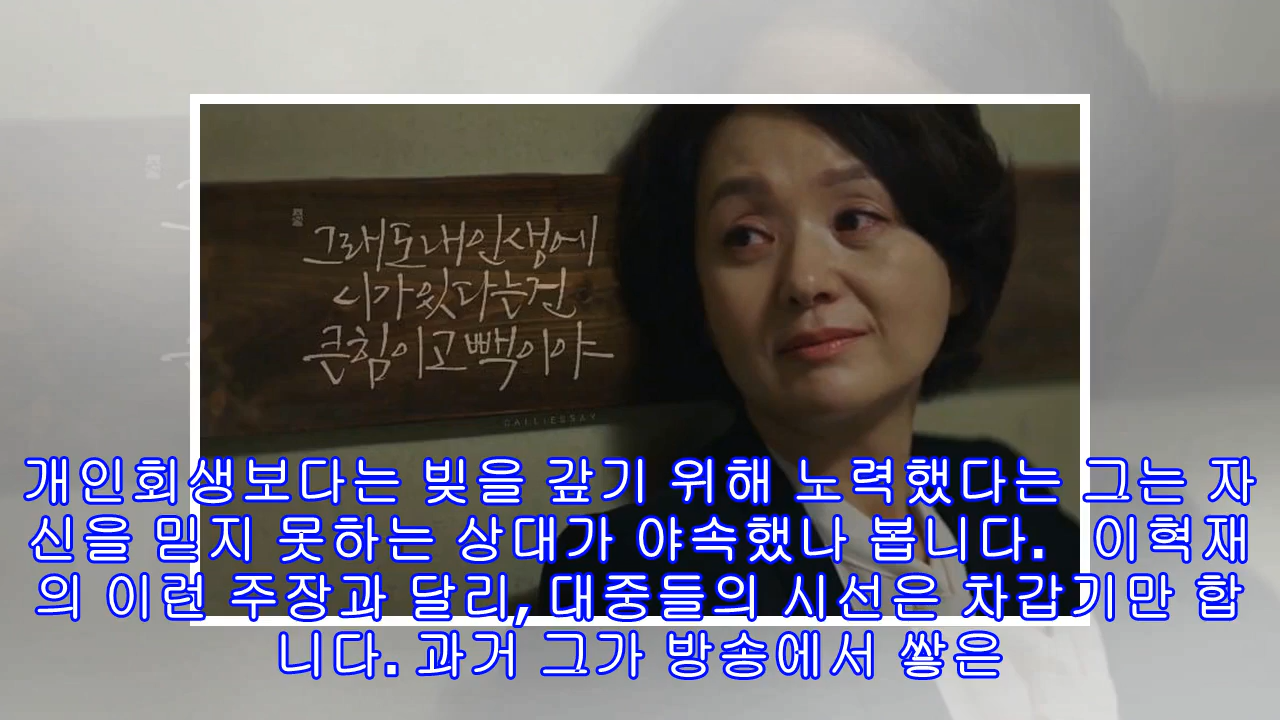 그래도 내 인생에
시가 있다는 건
큰 힘이고 빽이야
CALLIESSAY
개인회생보다는 빚을 갚기 위해 노력했다는 그는 자
신을 믿지 못하는 상대가 야속했나 봅니다. 이혁재
의 이런 주장과 달리, 대중들의 시선은 차갑기만 합
니다. 과거 그가 방송에서 쌓은